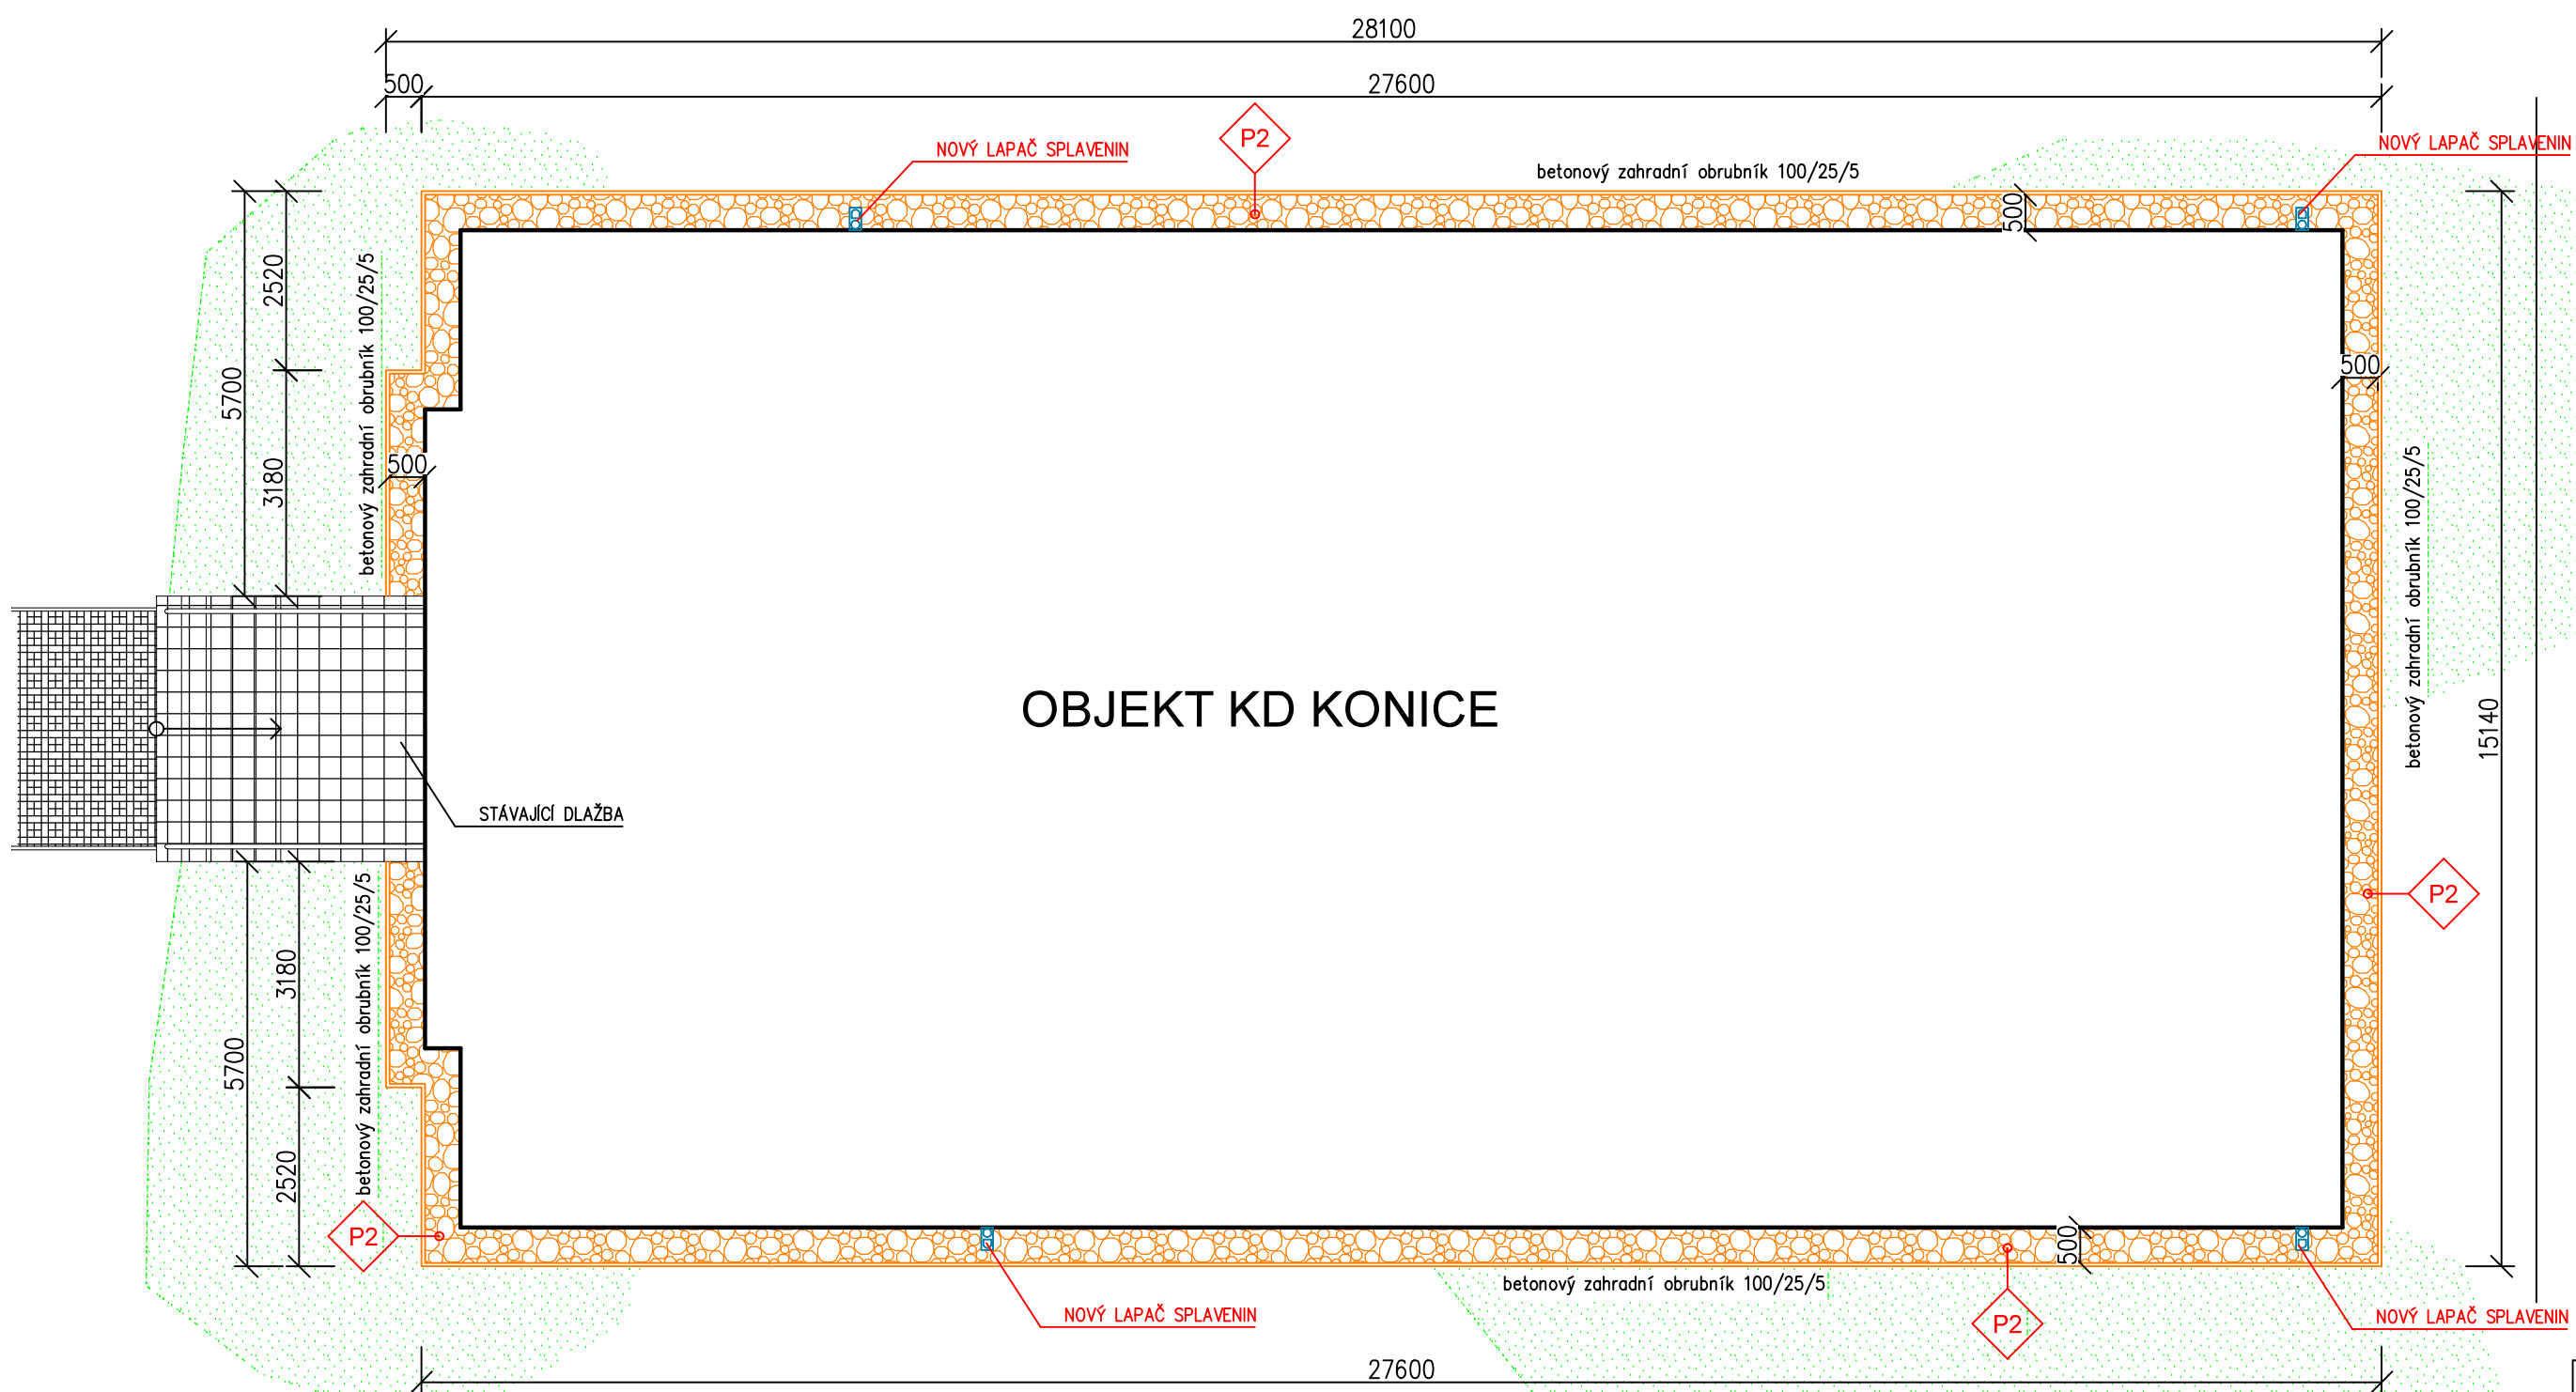 28100
500
27600
P2
NOVÝ LAPAČ SPLAVENIN
NOVÝ LAPAČ SPLAVENIN
betonový zahradní obrubník 100/25/5
500
2520
5700
betonový zahradní obrubník 100/25/5
500
500
3180
betonový zahradní obrubník 100/25/5
OBJEKT KD KONICE
15140
STÁVAJÍCÍ DLAŽBA
P2
betonový zahradní obrubník 100/25/5
3180
5700
2520
P2
500
betonový zahradní obrubník 100/25/5
NOVÝ LAPAČ SPLAVENIN
P2
NOVÝ LAPAČ SPLAVENIN
27600